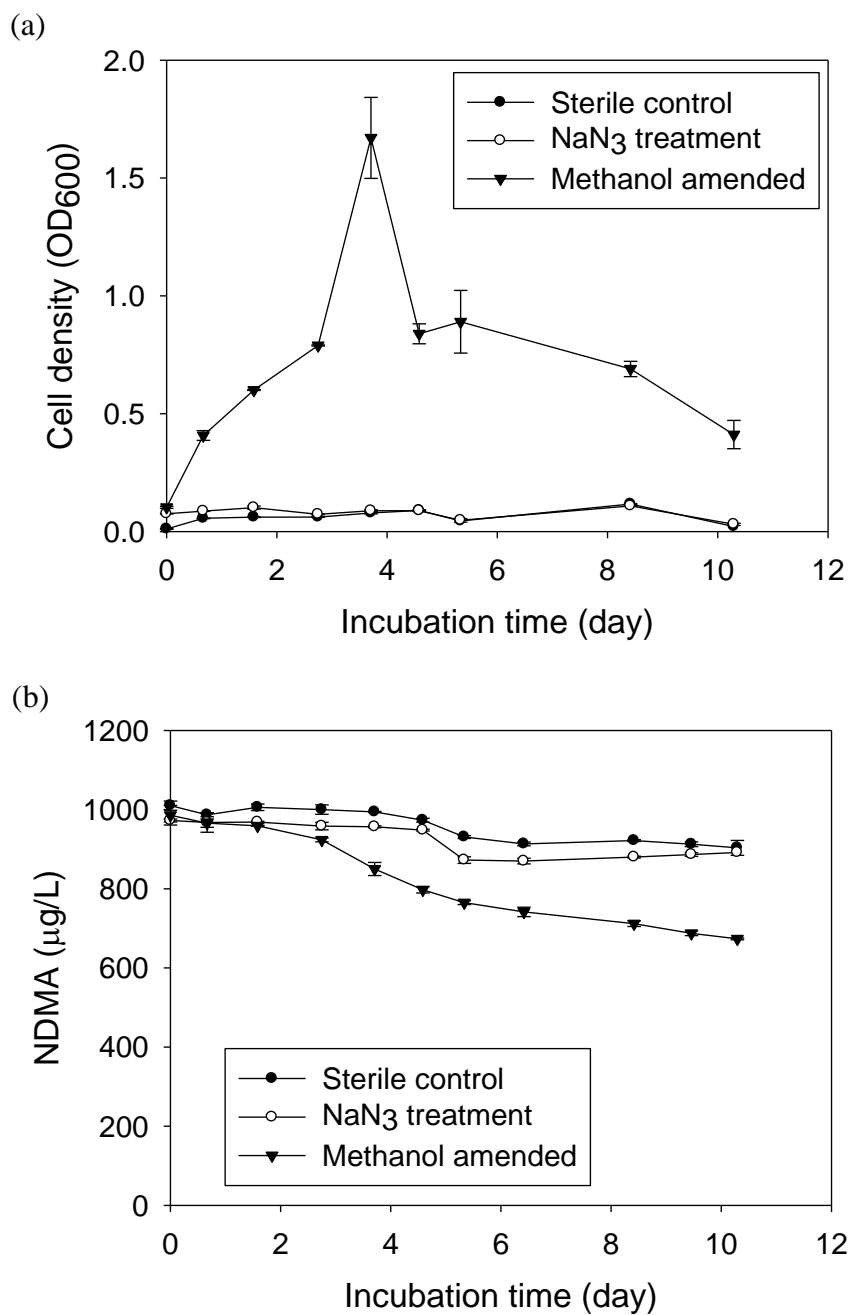 (a)
2.0
1.5
1.0
0.5
0.0
Cell density (OD600)
Sterile control
NaN3 treatment
Methanol amended
0 2 4 6 8 10 12
Incubation time (day)
(b)
1200
1000
800
600
400
200
0
NDMA (μg/L)
Sterile control
NaN3 treatment
Methanol amended
0 2 4 6 8 10 12
Incubation time (day)